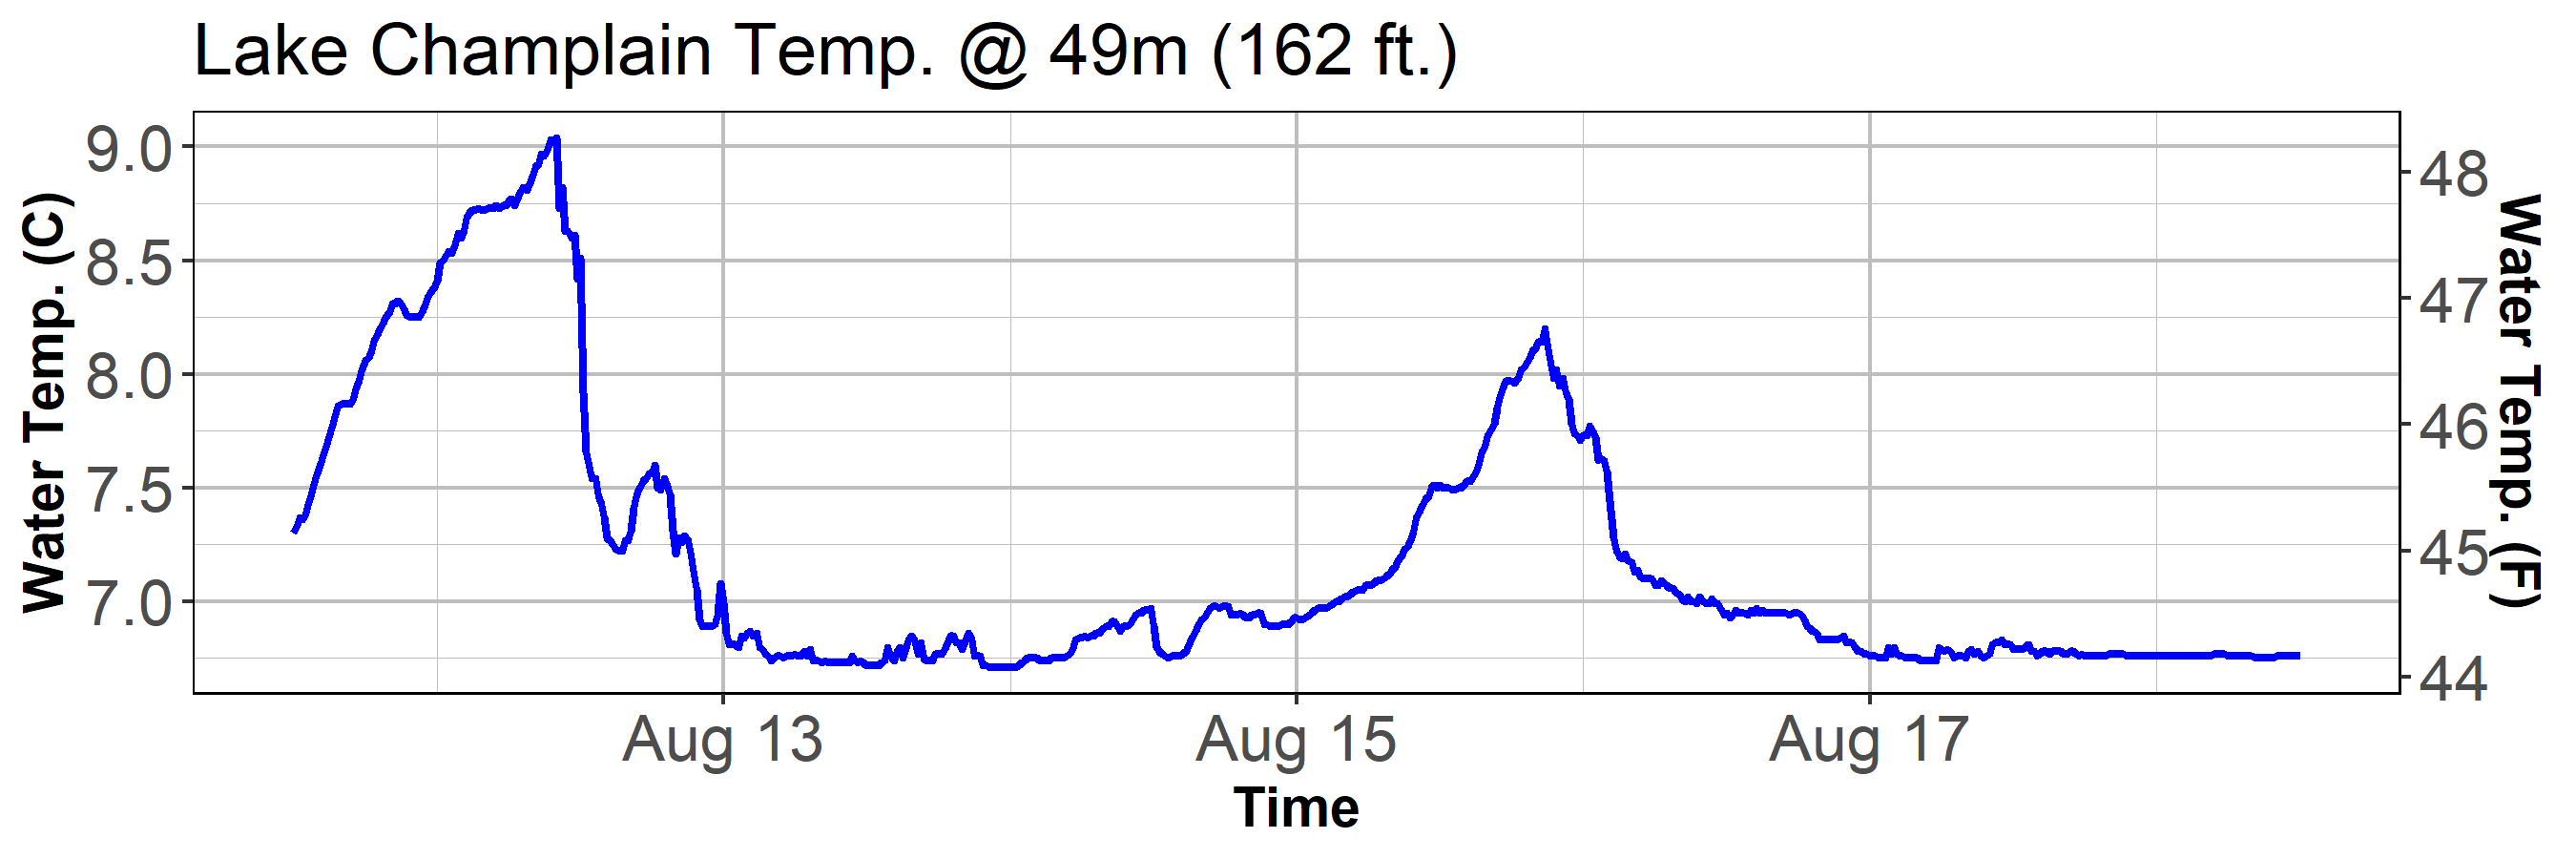 Lake Champlain Temp. @ 49m (162 ft.)
Water Temp. (C)
9.0
8.5
8.0
7.5
7.0
48
47
46
45
44
Water Temp. (F)
Aug 13 Aug 15 Aug 17
Time